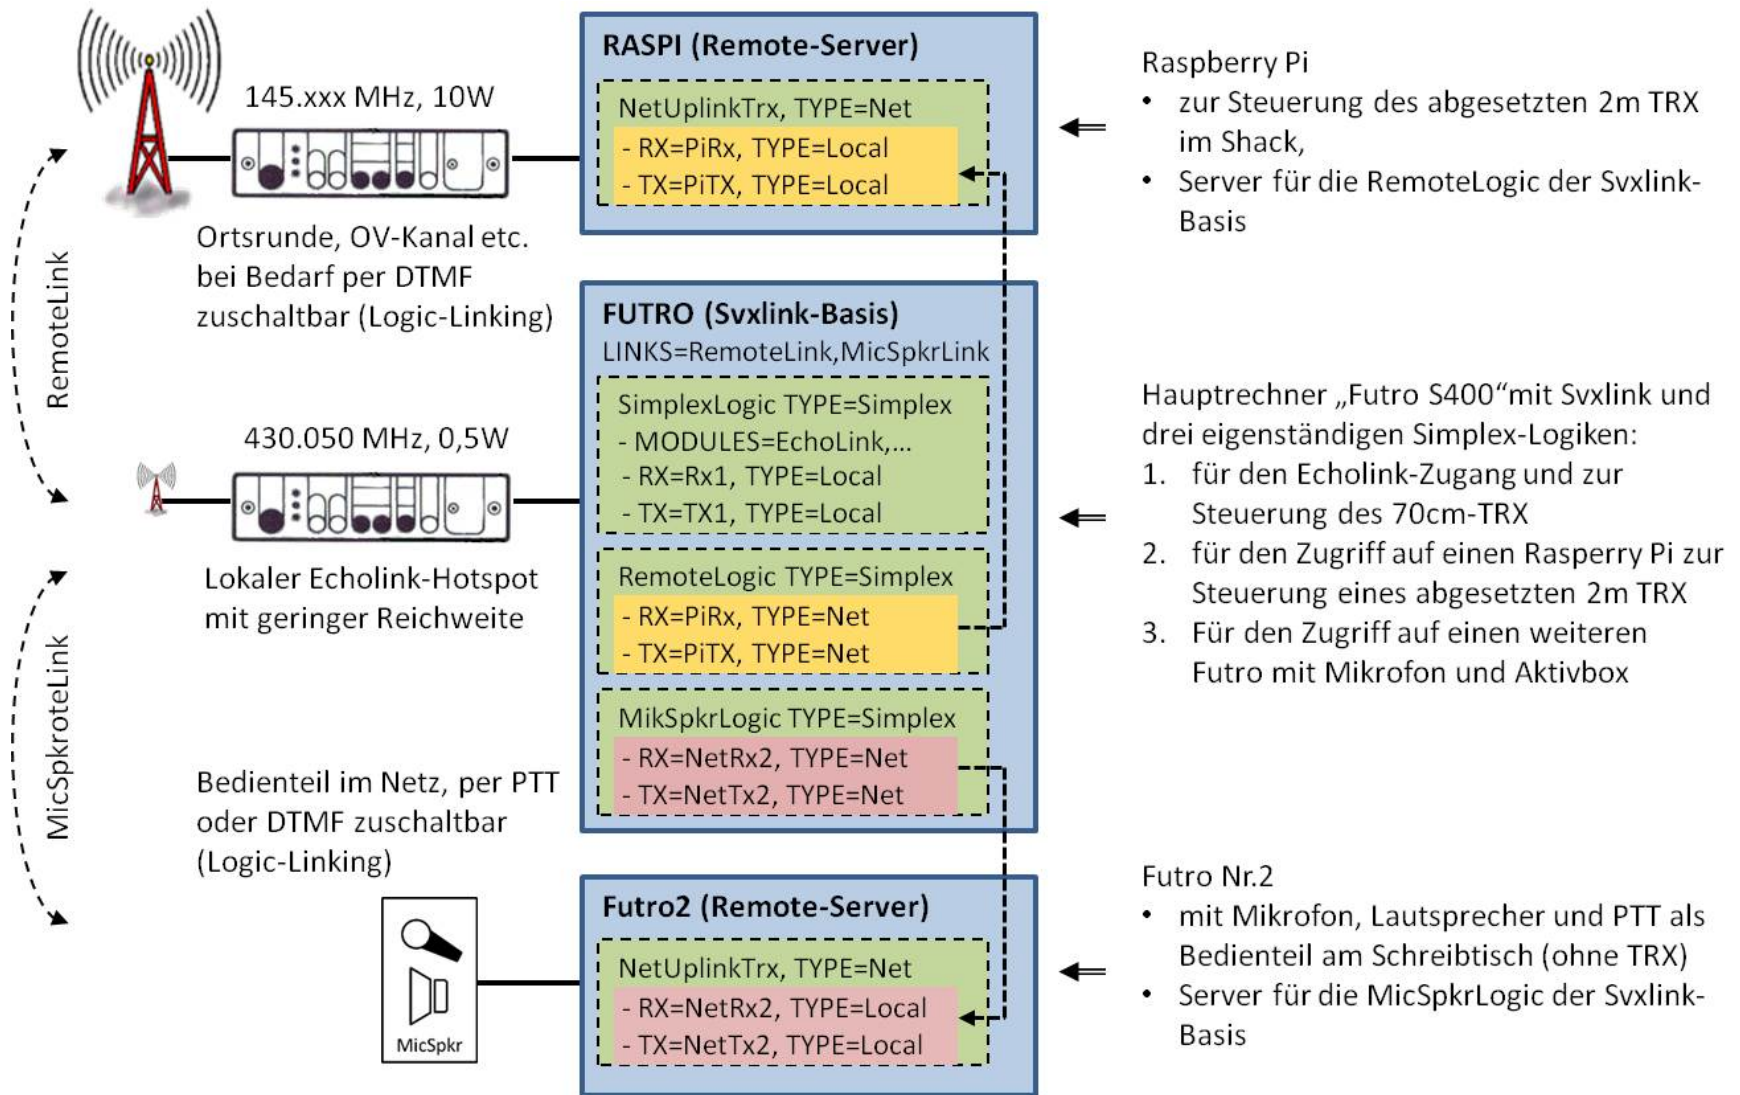 RASPI (Remote-Server)
NetUplinkTrx, TYPE=Net
- RX=PiRx, TYPE=Local
- TX=PiTX, TYPE=Local
145.xxx MHz, 10W
Ortsrunde, OV-Kanal etc.
bei Bedarf per DTMF
zuschaltbar (Logic-Linking)
Raspberry Pi
• zur Steuerung des abgesetzten 2m TRX
im Shack,
• Server für die RemoteLogic der Svxlink-
Basis
RemoteLink
FUTRO (Svxlink-Basis)
LINKS=RemoteLink,MicSpkrLink
SimplexLogic TYPE=Simplex
- MODULES=EchoLink,...
- RX=Rx1, TYPE=Local
- TX=TX1, TYPE=Local
430.050 MHz, 0,5W
Lokaler Echolink-Hotspot
mit geringer Reichweite
RemoteLogic TYPE=Simplex
- RX=PiRx, TYPE=Net
- TX=PiTX, TYPE=Net
MikSpkrLogic TYPE=Simplex
- RX=NetRx2, TYPE=Net
- TX=NetTx2, TYPE=Net
Hauptrechner „Futro S400“mit Svxlink und
drei eigenständigen Simplex-Logiken:
1. für den Echolink-Zugang und zur
Steuerung des 70cm-TRX
2. für den Zugriff auf einen Rasperry Pi zur
Steuerung eines abgesetzten 2m TRX
3. Für den Zugriff auf einen weiteren
Futro mit Mikrofon und Aktivbox
MicSpkroteLink
Bedienteil im Netz, per PTT
oder DTMF zuschaltbar
(Logic-Linking)
MicSpkr
Futro2 (Remote-Server)
NetUplinkTrx, TYPE=Net
- RX=NetRx2, TYPE=Local
- TX=NetTx2, TYPE=Local
Futro Nr.2
• mit Mikrofon, Lautsprecher und PTT als
Bedienteil am Schreibtisch (ohne TRX)
• Server für die MicSpkrLogic der Svxlink-
Basis